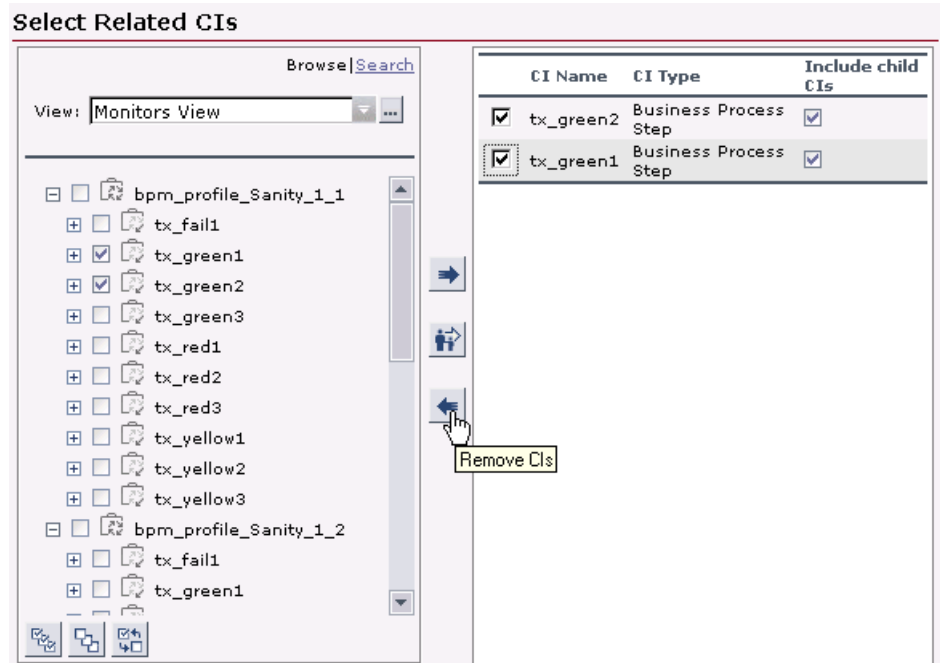 Select Related CIs
Browse|Search
View: Monitors View
...
bpm_profile_Sanity_1_1
tx_fail1
tx_green1
tx_green2
tx_green3
tx_red1
tx_red2
tx_red3
tx_yellow1
tx_yellow2
tx_yellow3
bpm_profile_Sanity_1_2
tx_fail1
tx_green1
Remove CIs
CI Name CI Type Include child CIs
tx_green2 Business Process Step
tx_green1 Business Process Step